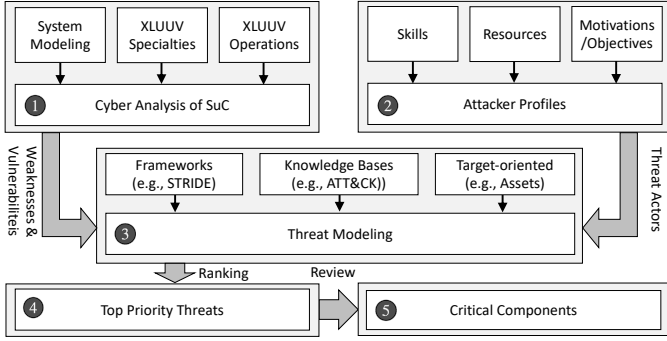 System
Modeling
XLUUV
Specialties
XLUUV
Operations
1
Cyber Analysis of SuC
Skills
Resources
Motivations
/Objectives
2
Attacker Profiles
Weaknesses &
Vulnerabiliteis
Threat Actors
Frameworks
(e.g., STRIDE)
Knowledge Bases
(e.g., ATT&CK))
Target-oriented
(e.g., Assets)
3
Threat Modeling
Ranking
Review
4
Top Priority Threats
5
Critical Components